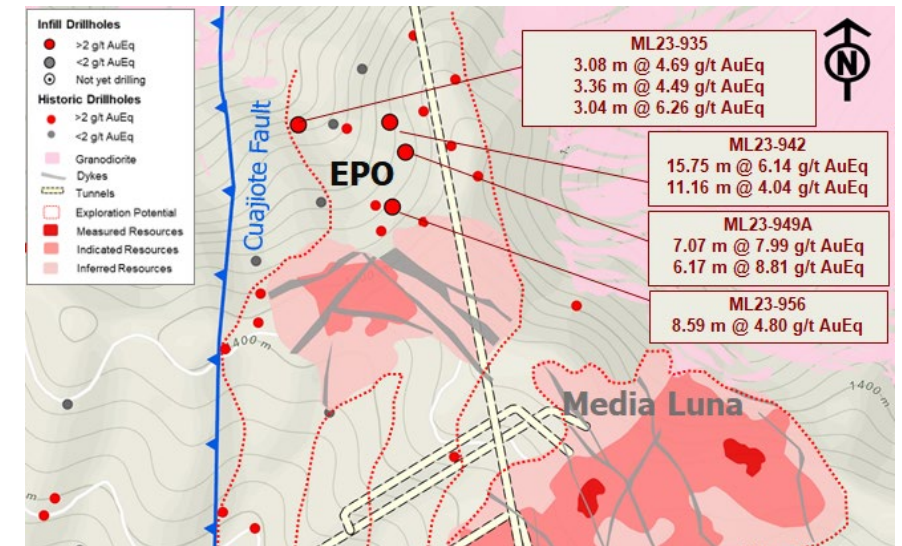 Infill Drillholes
>2 g/t AuEq
<2 g/t AuEq
Not yet drilling
Historic Drillholes
>2 g/t AuEq
<2 g/t AuEq
Granodiorite
Dykes
Tunnels
Exploration Potential
Measured Resources
Indicated Resources
Inferred Resources
Cuajiote Fault
EPO
ML23-935
3.08 m @ 4.69 g/t AuEq
3.36 m @ 4.49 g/t AuEq
3.04 m @ 6.26 g/t AuEq
N
ML23-942
15.75 m @ 6.14 g/t AuEq
11.16 m @ 4.04 g/t AuEq
ML23-949A
7.07 m @ 7.99 g/t AuEq
6.17 m @ 8.81 g/t AuEq
ML23-956
8.59 m @ 4.80 g/t AuEq
1400 m
Media Luna
1400 m